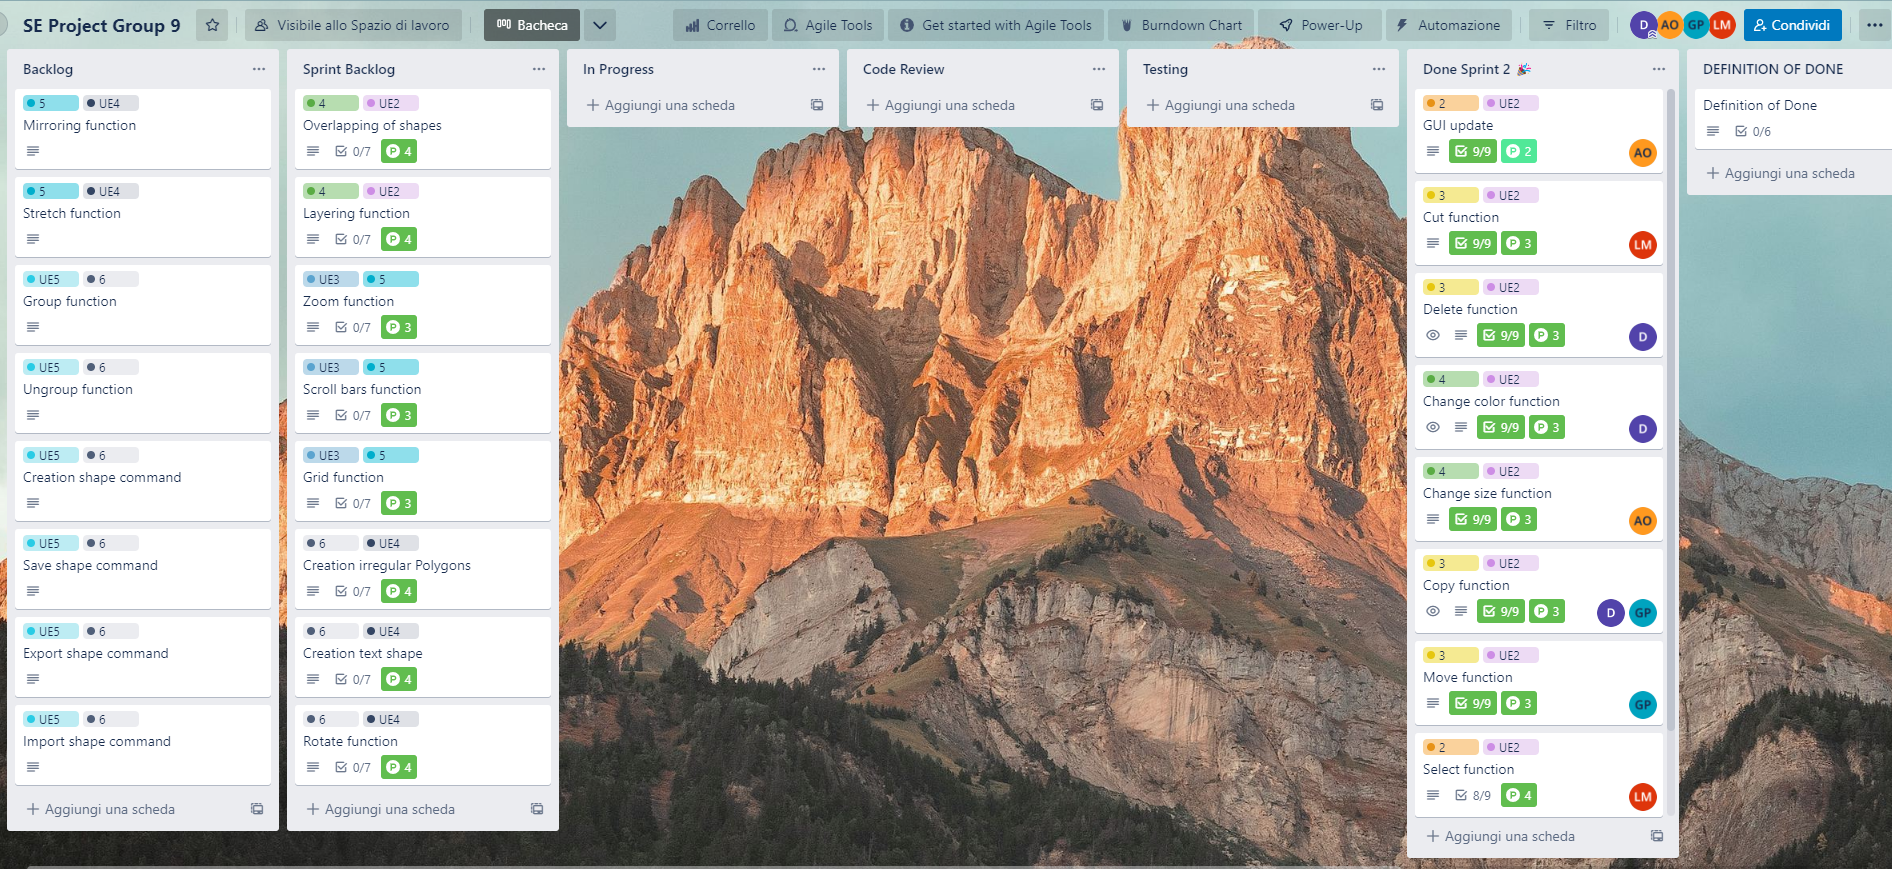 SE Project Group 9
Visibile allo Spazio di lavoro
Bacheca
Corrello
Agile Tools
Get started with Agile Tools
Burndown Chart
Power-Up
Automazione
Filtro
D
AO
GP
LM
Condividi
Backlog
5 UE4
Mirroring function
5 UE4
Stretch function
UE5 6
Group function
UE5 6
Ungroup function
UE5 6
Creation shape command
UE5 6
Save shape command
UE5 6
Export shape command
UE5 6
Import shape command
Aggiungi una scheda
Sprint Backlog
4 UE2
Overlapping of shapes
0/7 P 4
4 UE2
Layering function
0/7 P 4
UE3 5
Zoom function
0/7 P 3
UE3 5
Scroll bars function
0/7 P 3
UE3 5
Grid function
0/7 P 3
6 UE4
Creation irregular Polygons
0/7 P 4
6 UE4
Creation text shape
0/7 P 4
6 UE4
Rotate function
0/7 P 4
Aggiungi una scheda
In Progress
Aggiungi una scheda
Code Review
Aggiungi una scheda
Testing
Aggiungi una scheda
Done Sprint 2 🎉
2 UE2
GUI update
9/9 P 2 AO
3 UE2
Cut function
9/9 P 3 LM
3 UE2
Delete function
9/9 P 3 D
4 UE2
Change color function
9/9 P 3 D
4 UE2
Change size function
9/9 P 3 AO
3 UE2
Copy function
9/9 P 3 D GP
3 UE2
Move function
9/9 P 3 GP
2 UE2
Select function
8/9 P 4 LM
Aggiungi una scheda
DEFINITION OF DONE
Definition of Done
0/6
Aggiungi una scheda